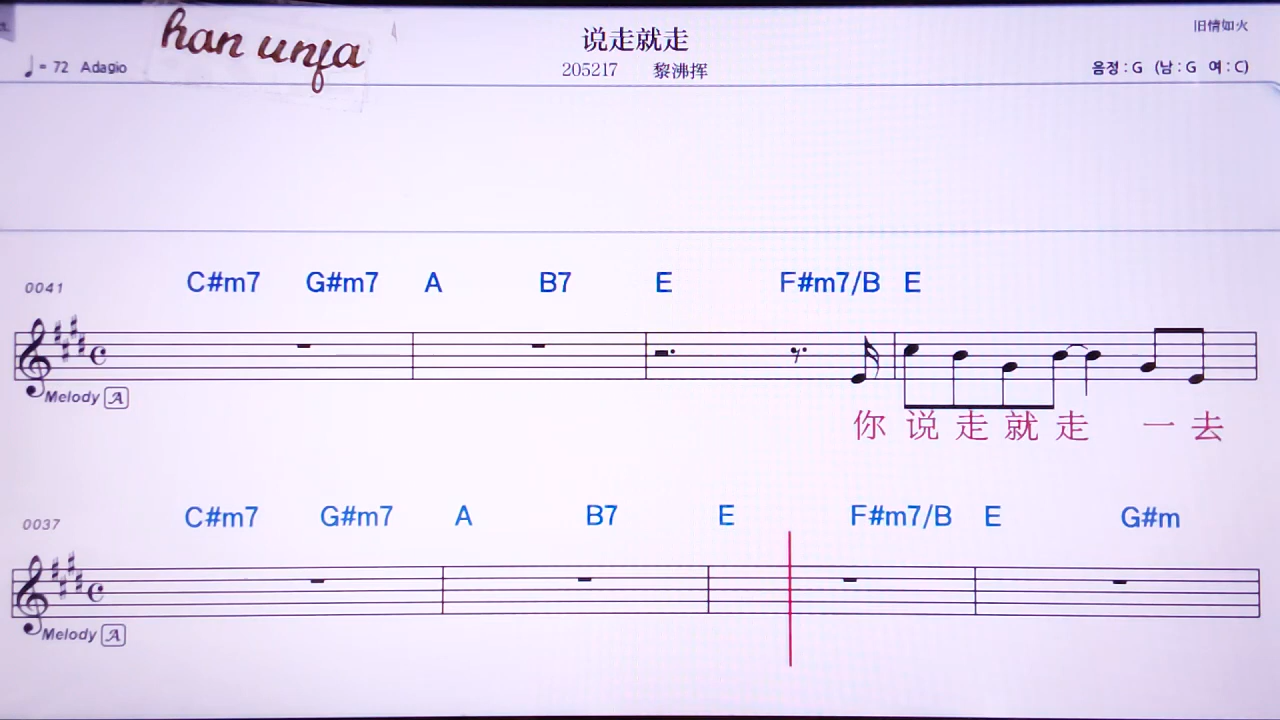 han unfa
说走就走
旧情如火
♩= 72 Adagio
205217 黎沸挥
음정 : G (남 : G 여 : C)
0041
C#m7 G#m7 A B7 E F#m7/B E
Melody A
你 说 走 就 走 一 去
0037
C#m7 G#m7 A B7 E F#m7/B E G#m
Melody A